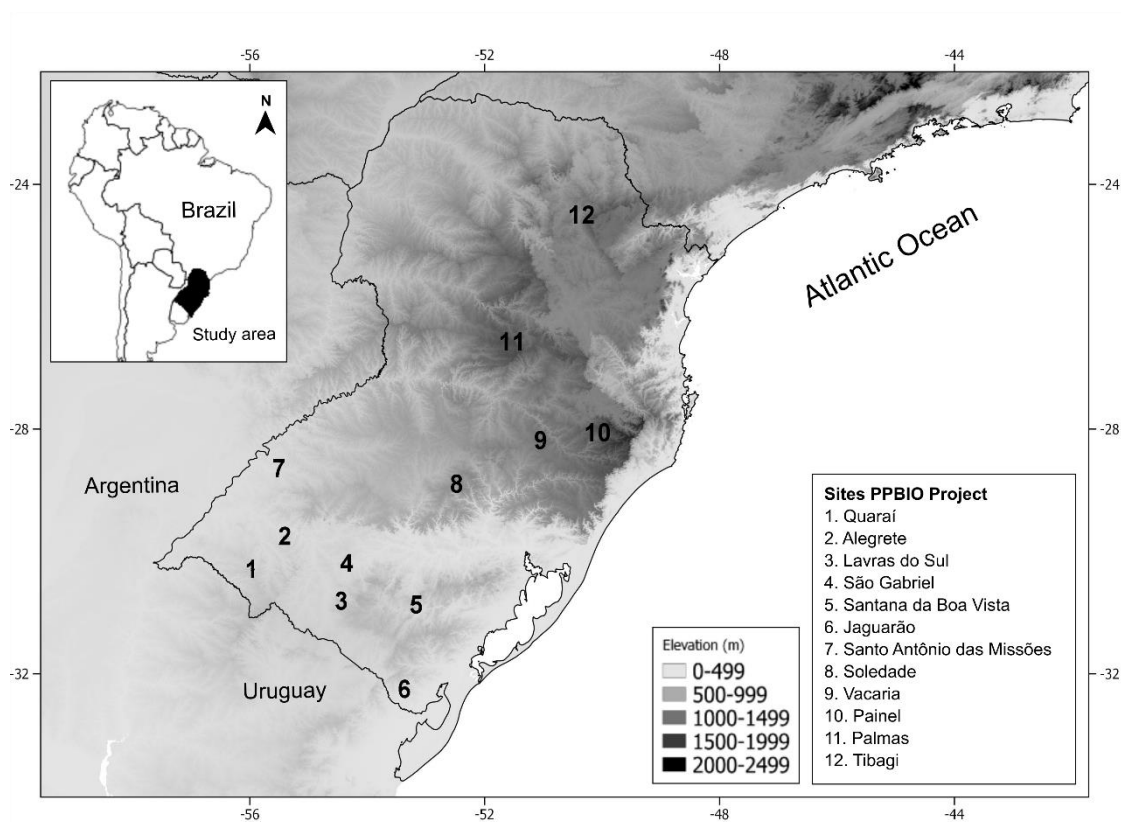 -56 -52 -48 -44
N
Brazil
Study area
-24 -24
12
Atlantic Ocean
11
-28 -28
10
9
7
8
Argentina
2
4
1
3
5
Uruguay
6
-32 -32
Sites PPBIO Project
1. Quaraí
2. Alegrete
3. Lavras do Sul
4. São Gabriel
5. Santana da Boa Vista
6. Jaguarão
7. Santo Antônio das Missões
8. Soledade
9. Vacaria
10. Painel
11. Palmas
12. Tibagi
Elevation (m)
0-499
500-999
1000-1499
1500-1999
2000-2499
-56 -52 -48 -44